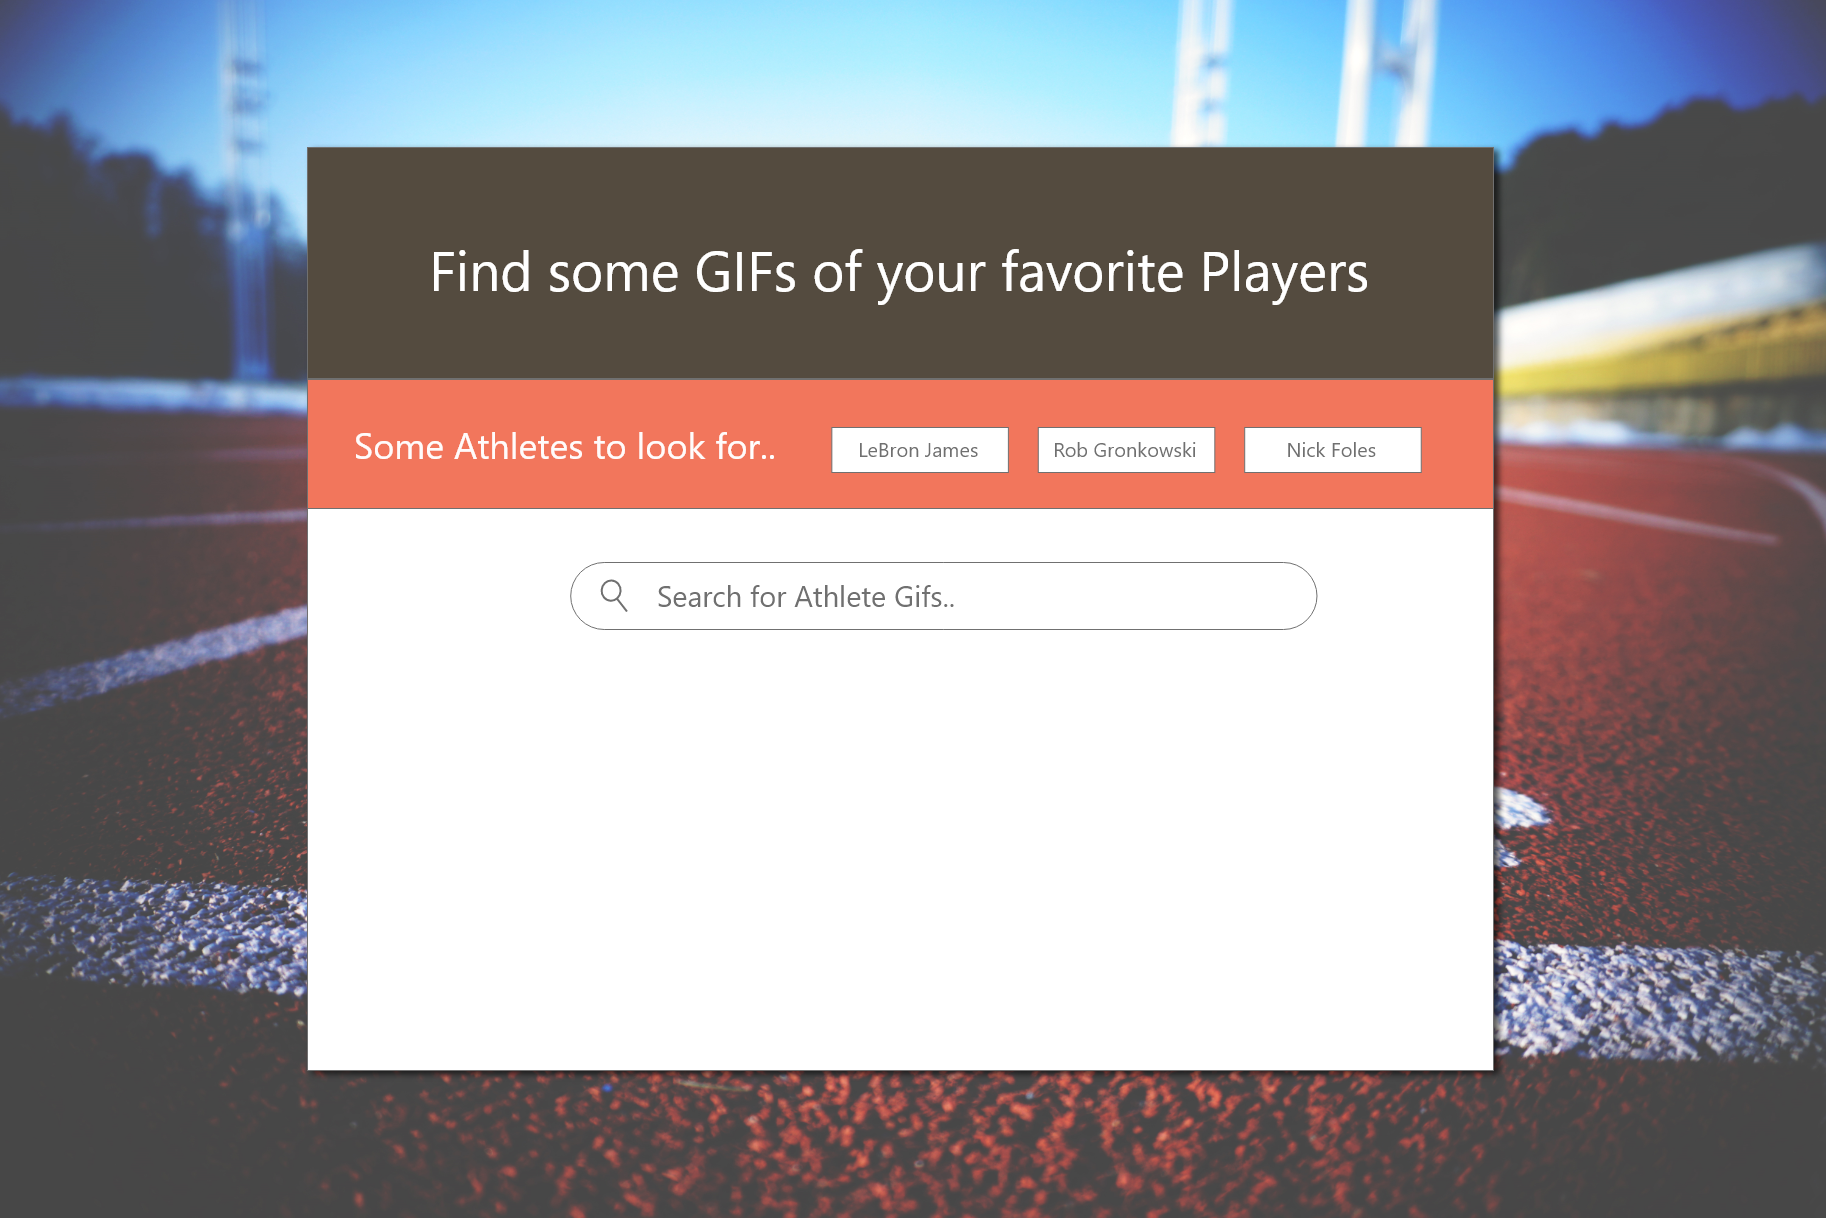 Find some GIFs of your favorite Players
Some Athletes to look for..
LeBron James
Rob Gronkowski
Nick Foles
Search for Athlete Gifs..